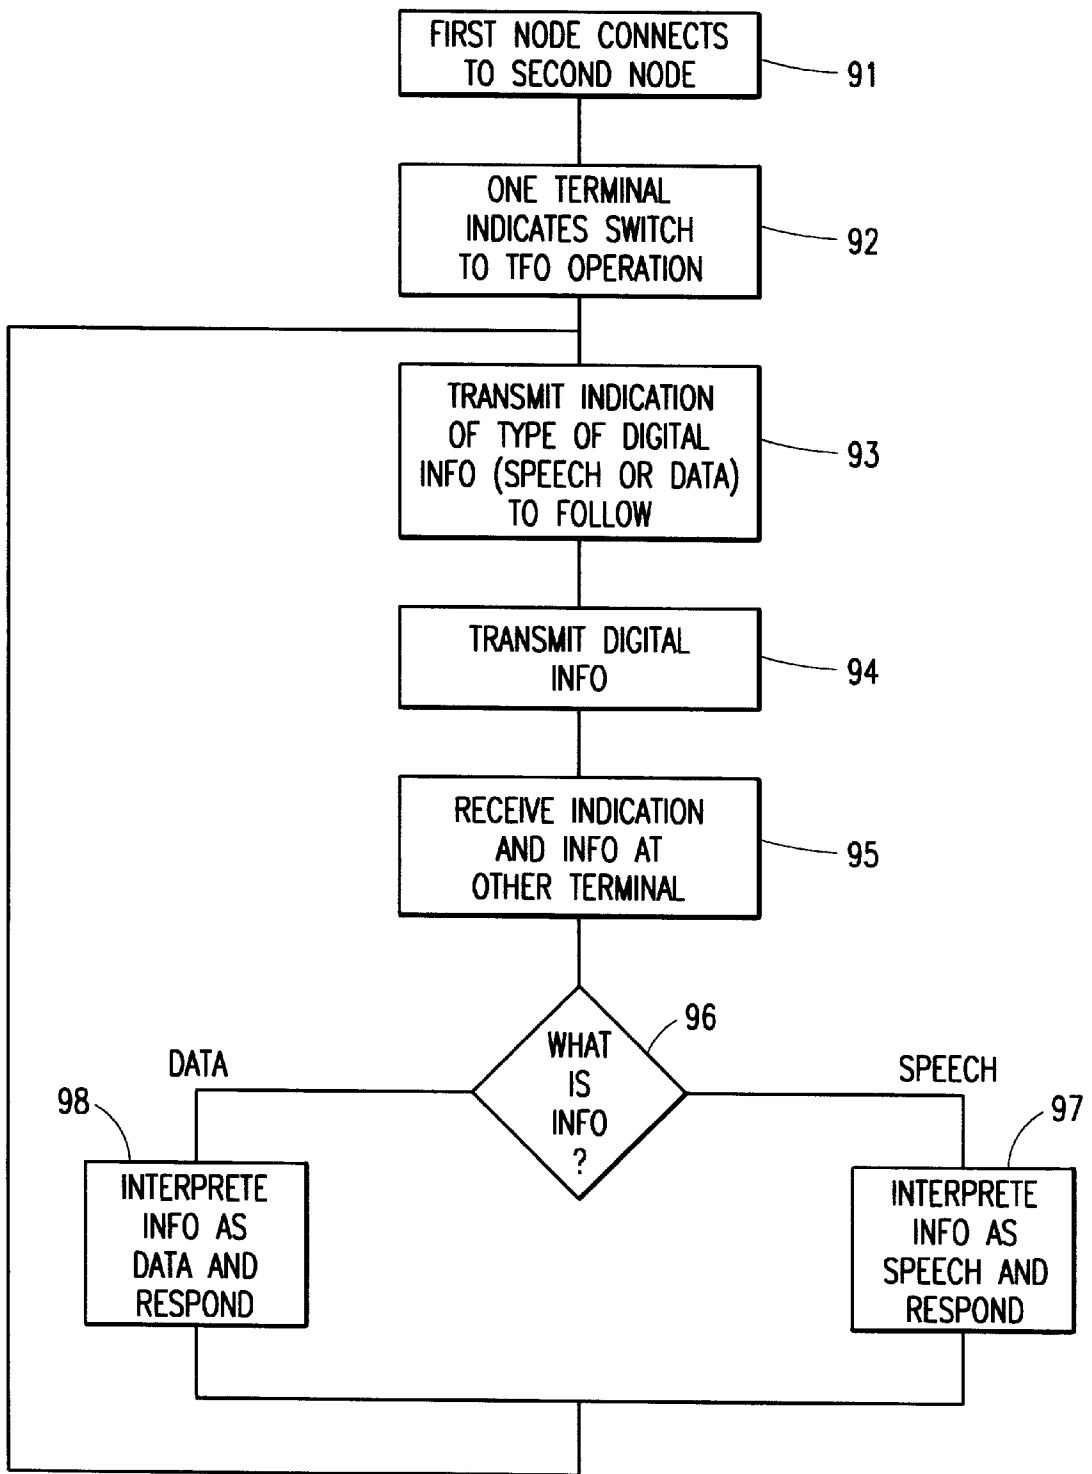 FIRST NODE CONNECTS
TO SECOND NODE
91
ONE TERMINAL
INDICATES SWITCH
TO TFO OPERATION
92
TRANSMIT INDICATION
OF TYPE OF DIGITAL
INFO (SPEECH OR DATA)
TO FOLLOW
93
TRANSMIT DIGITAL
INFO
94
RECEIVE INDICATION
AND INFO AT
OTHER TERMINAL
95
WHAT
IS
INFO
?
96
DATA
SPEECH
98
INTERPRETE
INFO AS
DATA AND
RESPOND
97
INTERPRETE
INFO AS
SPEECH AND
RESPOND